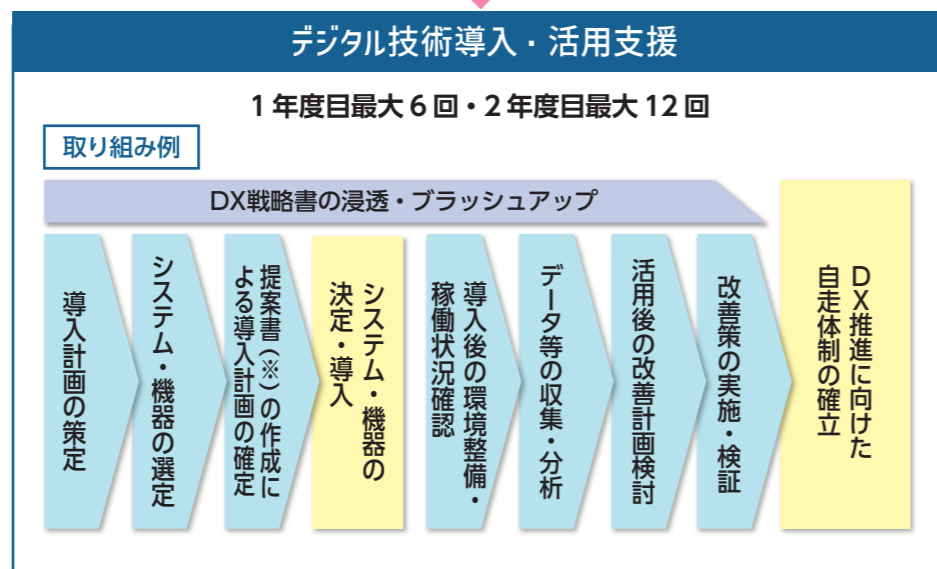 デジタル技術導入・活用支援
1年度目最大6回・2年度目最大12回
取り組み例
DX戦略書の浸透・ブラッシュアップ
導入計画の策定
システム・機器の選定
提案書(※)の作成に
よる導入計画の確定
システム・機器の
決定・導入
導入後の環境整備・
稼働状況確認
データ等の収集・分析
活用後の改善計画検討
改善策の実施・検証
DX推進に向けた
自走体制の確立